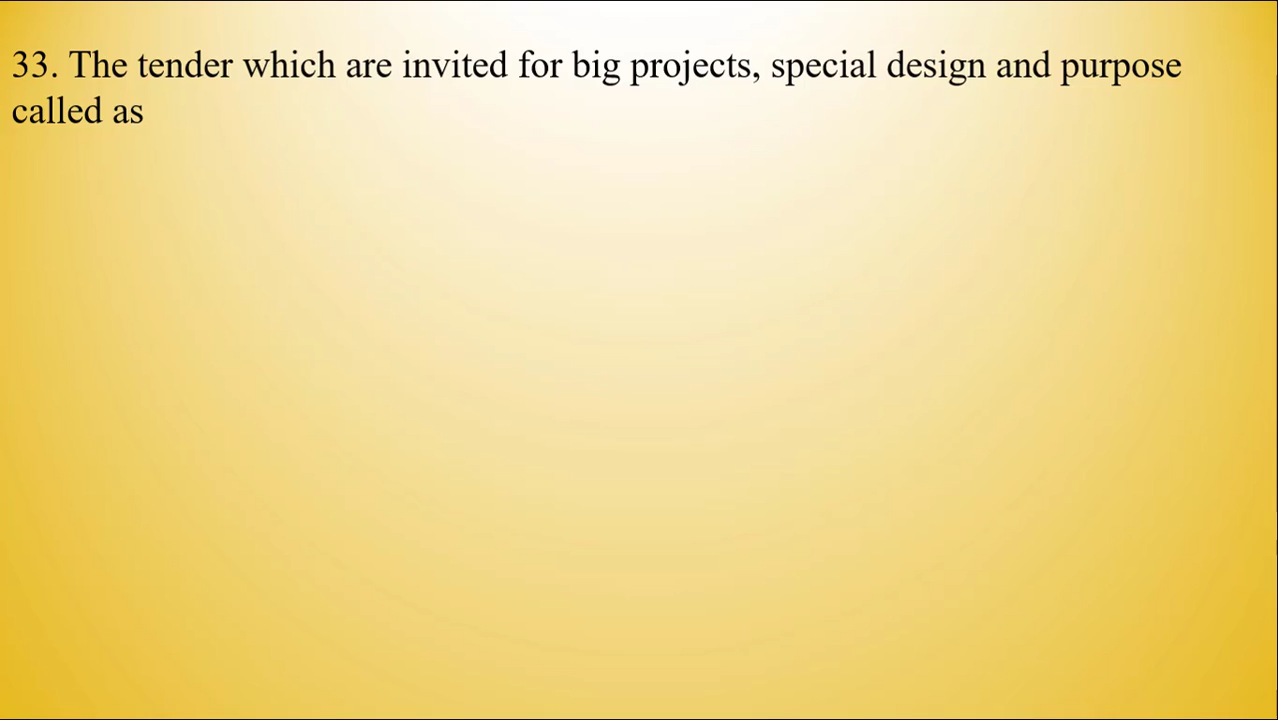 33. The tender which are invited for big projects, special design and purpose
called as